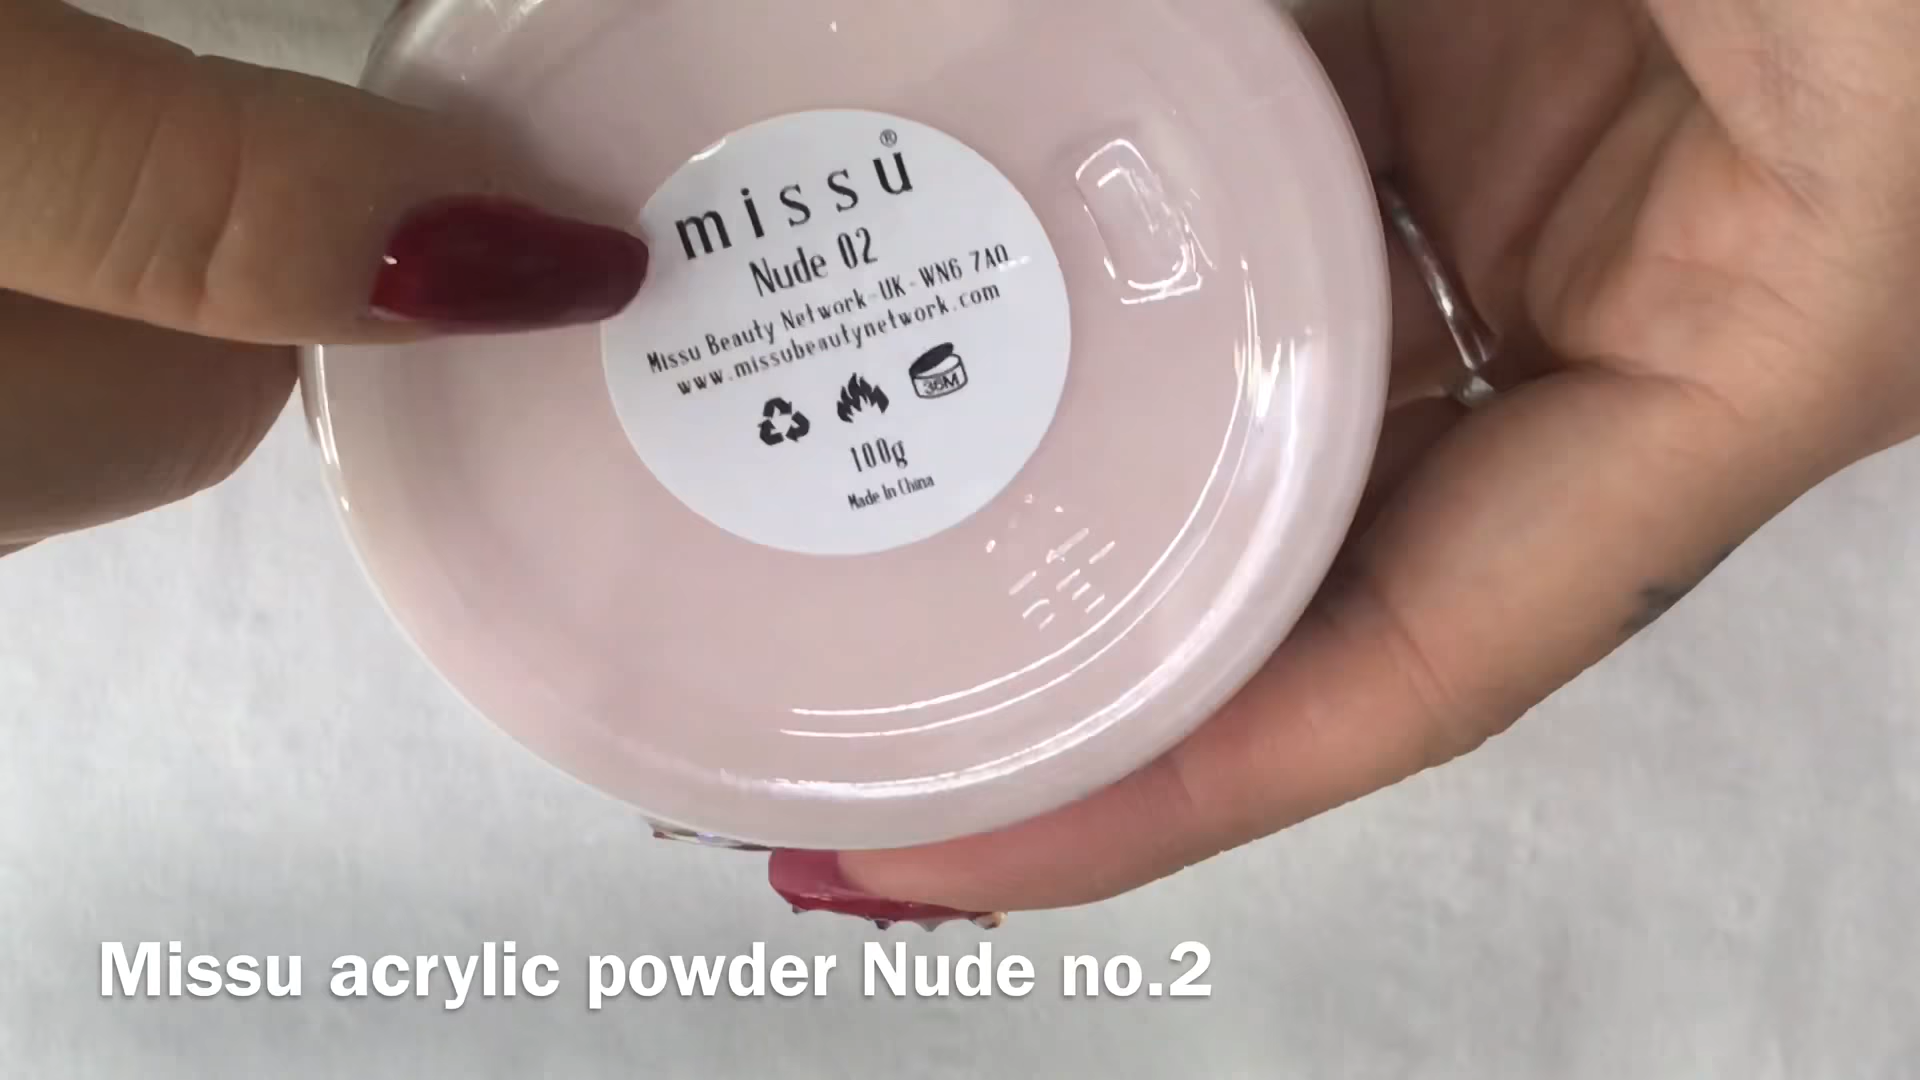 missu®
Nude 02
Missu Beauty Network-UK-WN6 7AQ
www.missubeautynetwork.com
36M
100g
Made In China
Missu acrylic powder Nude no.2